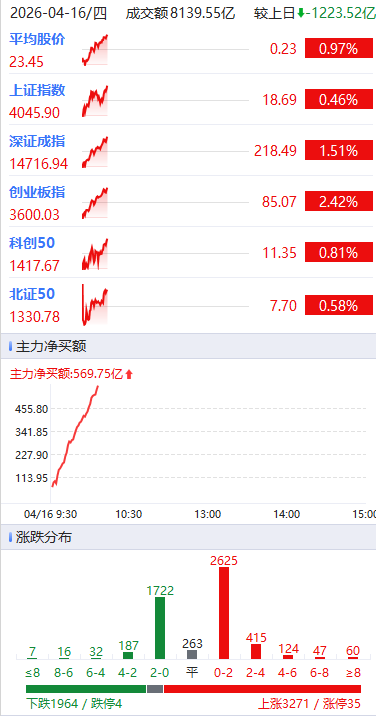 2026-04-16/四 成交额8139.55亿 较上日-1223.52亿
平均股价
23.45 0.23 0.97%
上证指数
4045.90 18.69 0.46%
深证成指
14716.94 218.49 1.51%
创业板指
3600.03 85.07 2.42%
科创50
1417.67 11.35 0.81%
北证50
1330.78 7.70 0.58%
主力净买额
主力净买额:569.75亿
455.80
341.85
227.90
113.95
04/16 9:30 10:30 13:00 14:00 15:00
涨跌分布
7 16 32 187 1722 263 2625 415 124 47 60
≤8 8-6 6-4 4-2 2-0 平 0-2 2-4 4-6 6-8 ≥8
下跌1964 / 跌停4 上涨3271 / 涨停35